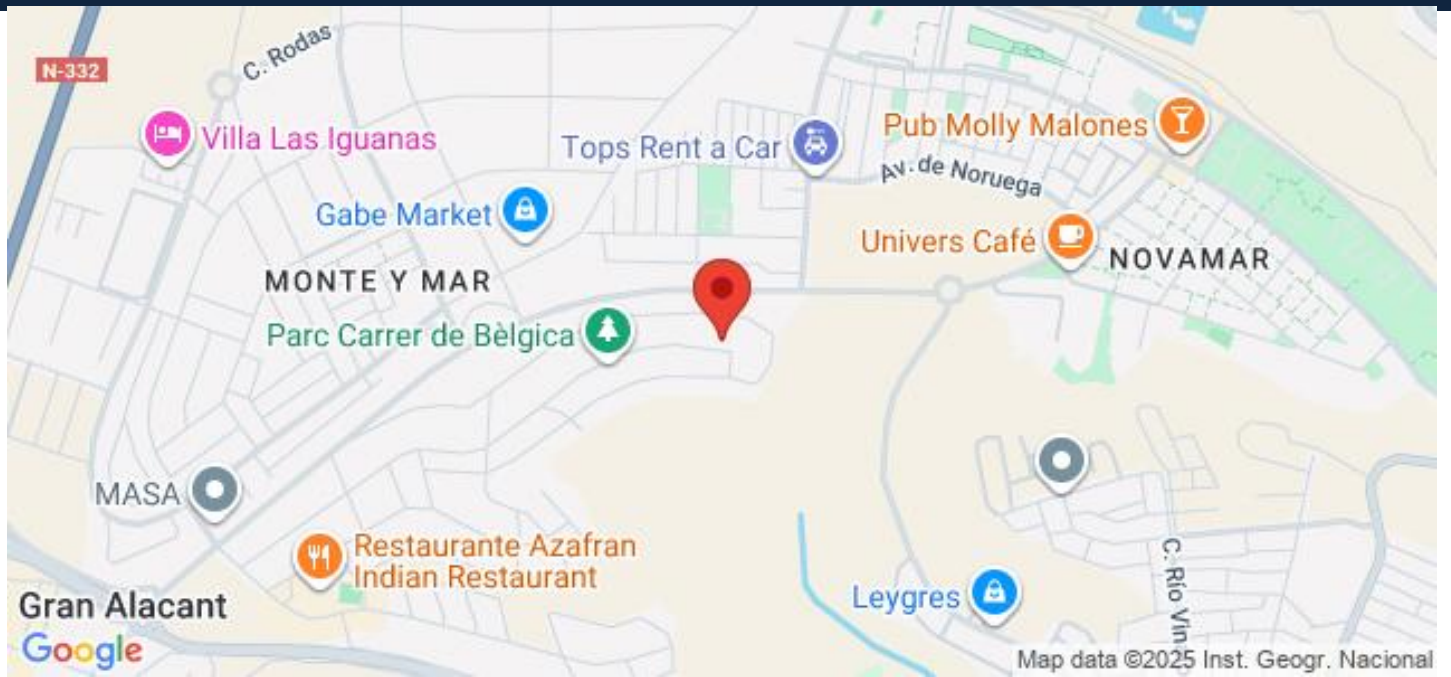 C. Rodas
N-332
Villa Las Iguanas
Tops Rent a Car
Pub Molly Malones
Av. de Noruega
Gabe Market
Univers Café
NOVAMAR
MONTE Y MAR
Parc Carrer de Bèlgica
MASA
Restaurante Azafran
Indian Restaurant
C. Río Vina
Leygres
Gran Alacant
Google
Map data ©2025 Inst. Geogr. Nacional